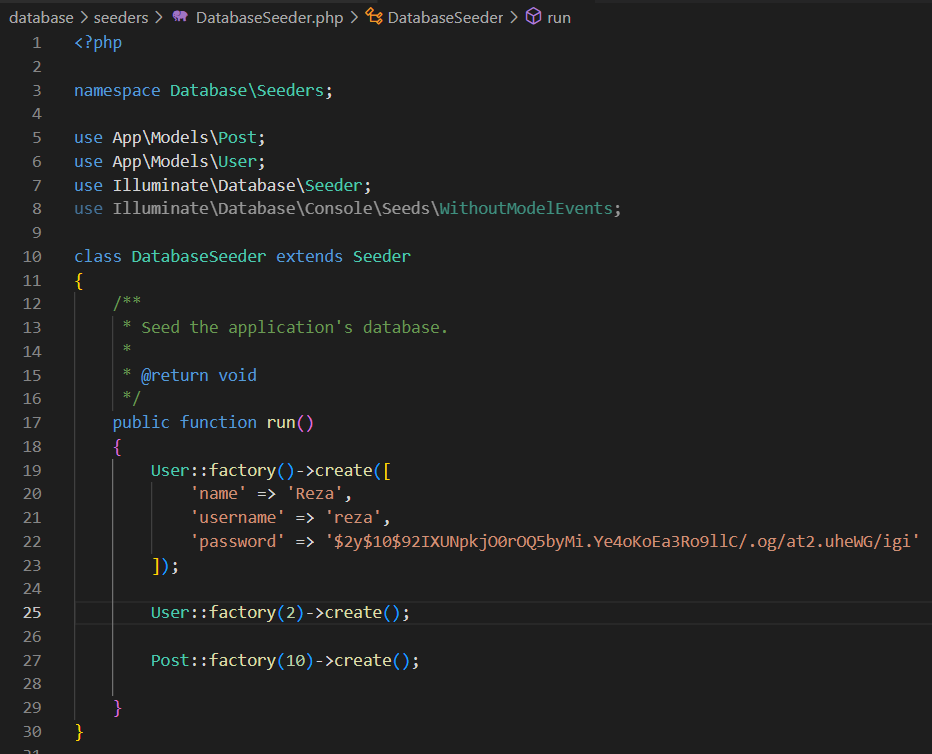 database > seeders > DatabaseSeeder.php > DatabaseSeeder > run
1 <?php
2
3 namespace Database\Seeders;
4
5 use App\Models\Post;
6 use App\Models\User;
7 use Illuminate\Database\Seeder;
8 use Illuminate\Database\Console\Seeds\WithoutModelEvents;
9
10 class DatabaseSeeder extends Seeder
11 {
12     /**
13      * Seed the application's database.
14      *
15      * @return void
16      */
17     public function run()
18     {
19         User::factory()->create([
20             'name' => 'Reza',
21             'username' => 'reza',
22             'password' => '$2y$10$92IXUNpkjO0rOQ5byMi.Ye4oKoEa3Ro9llC/.og/at2.uheWG/igi'
23         ]);
24
25         User::factory(2)->create();
26
27         Post::factory(10)->create();
28
29     }
30 }
31